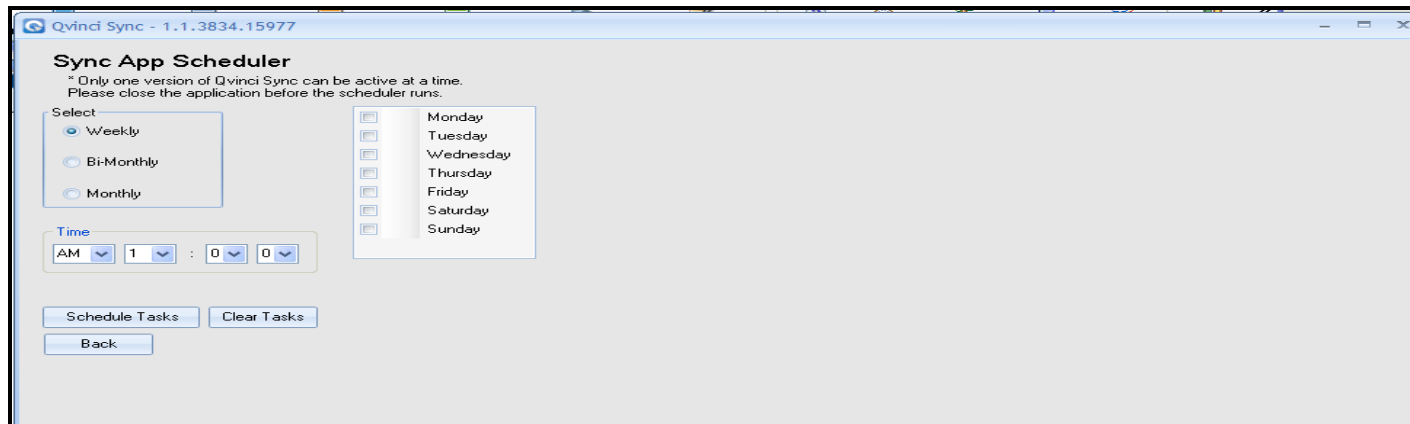 Qvinci Sync - 1.1.3834.15977
Sync App Scheduler
* Only one version of Qvinci Sync can be active at a time.
Please close the application before the scheduler runs.
Select
Weekly
Bi-Monthly
Monthly
Monday
Tuesday
Wednesday
Thursday
Friday
Saturday
Sunday
Time
AM 1 : 0 0
Schedule Tasks Clear Tasks
Back